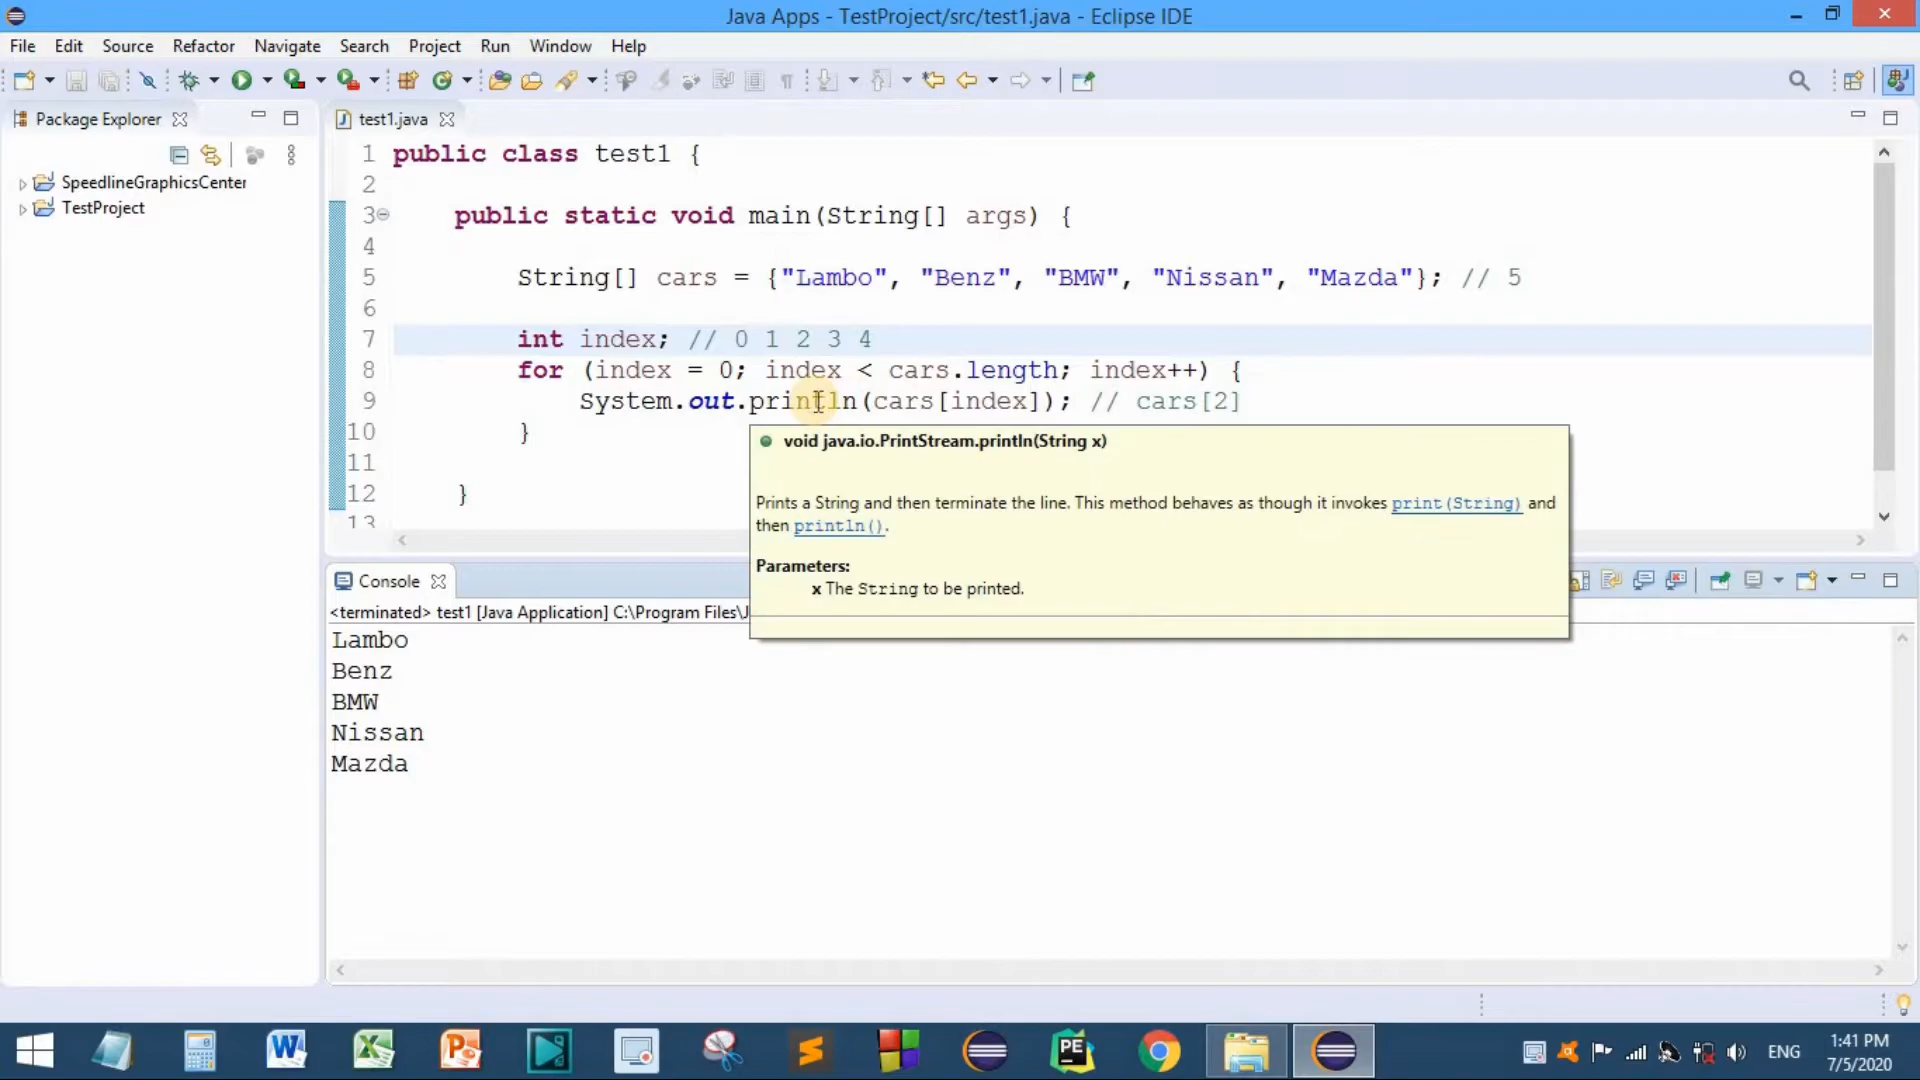 Java Apps - TestProject/src/test1.java - Eclipse IDE
File Edit Source Refactor Navigate Search Project Run Window Help
Package Explorer
SpeedlineGraphicsCenter
TestProject
test1.java
1 public class test1 {
2
3 public static void main(String[] args) {
4
5 String[] cars = {"Lambo", "Benz", "BMW", "Nissan", "Mazda"}; // 5
6
7 int index; // 0 1 2 3 4
8 for (index = 0; index < cars.length; index++) {
9 System.out.println(cars[index]); // cars[2]
10 }
11
12 }
13
void java.io.PrintStream.println(String x)
Prints a String and then terminate the line. This method behaves as though it invokes print(String) and
then println().
Parameters:
x The String to be printed.
Console
<terminated> test1 [Java Application] C:\Program Files\J
Lambo
Benz
BMW
Nissan
Mazda
PE
ENG
1:41 PM
7/5/2020